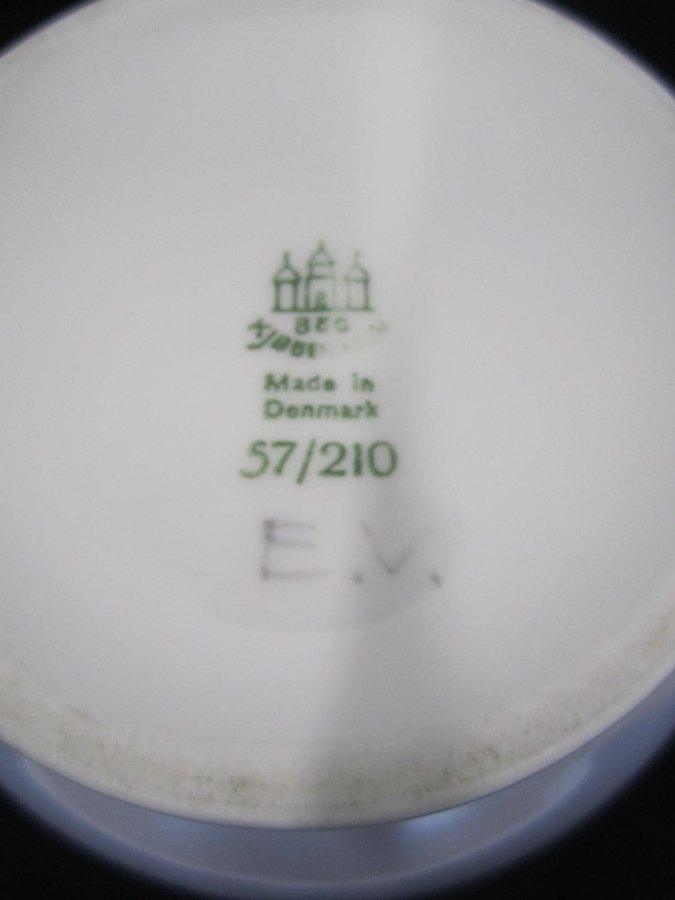 B&G
Made in
Denmark
57/210
E.V.